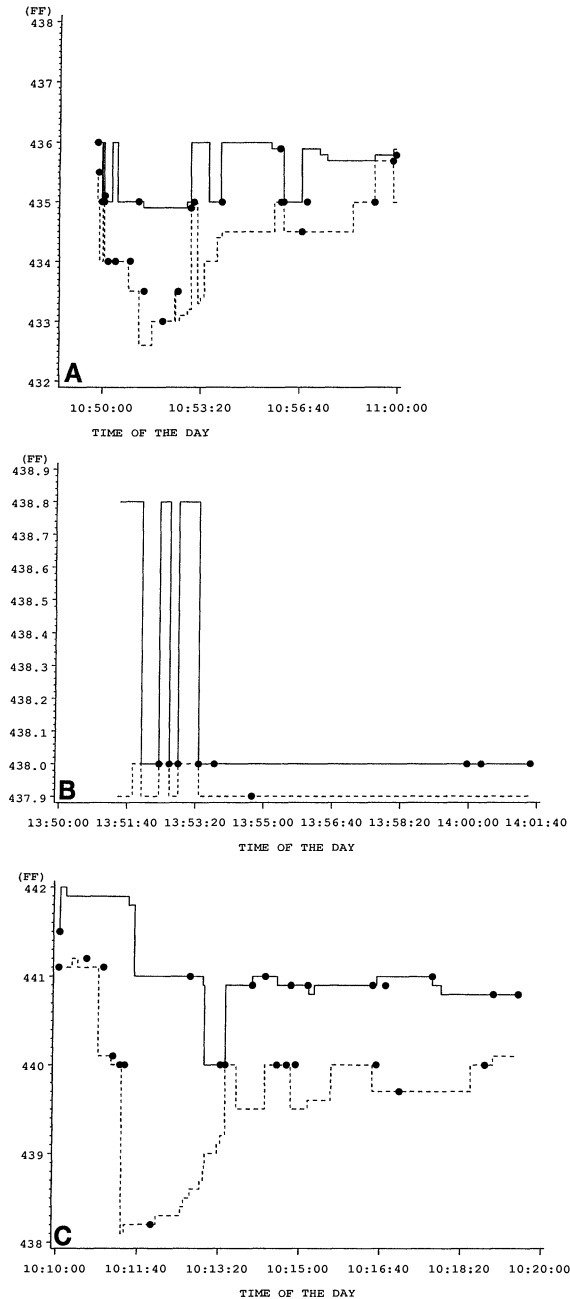 (FF)
438
437
436
435
434
433
432
A
10:50:00 10:53:20 10:56:40 11:00:00
TIME OF THE DAY
(FF)
438.9
438.8
438.7
438.6
438.5
438.4
438.3
438.2
438.1
438.0
437.9
B
13:50:00 13:51:40 13:53:20 13:55:00 13:56:40 13:58:20 14:00:00 14:01:40
TIME OF THE DAY
(FF)
442
441
440
439
438
C
10:10:00 10:11:40 10:13:20 10:15:00 10:16:40 10:18:20 10:20:00
TIME OF THE DAY